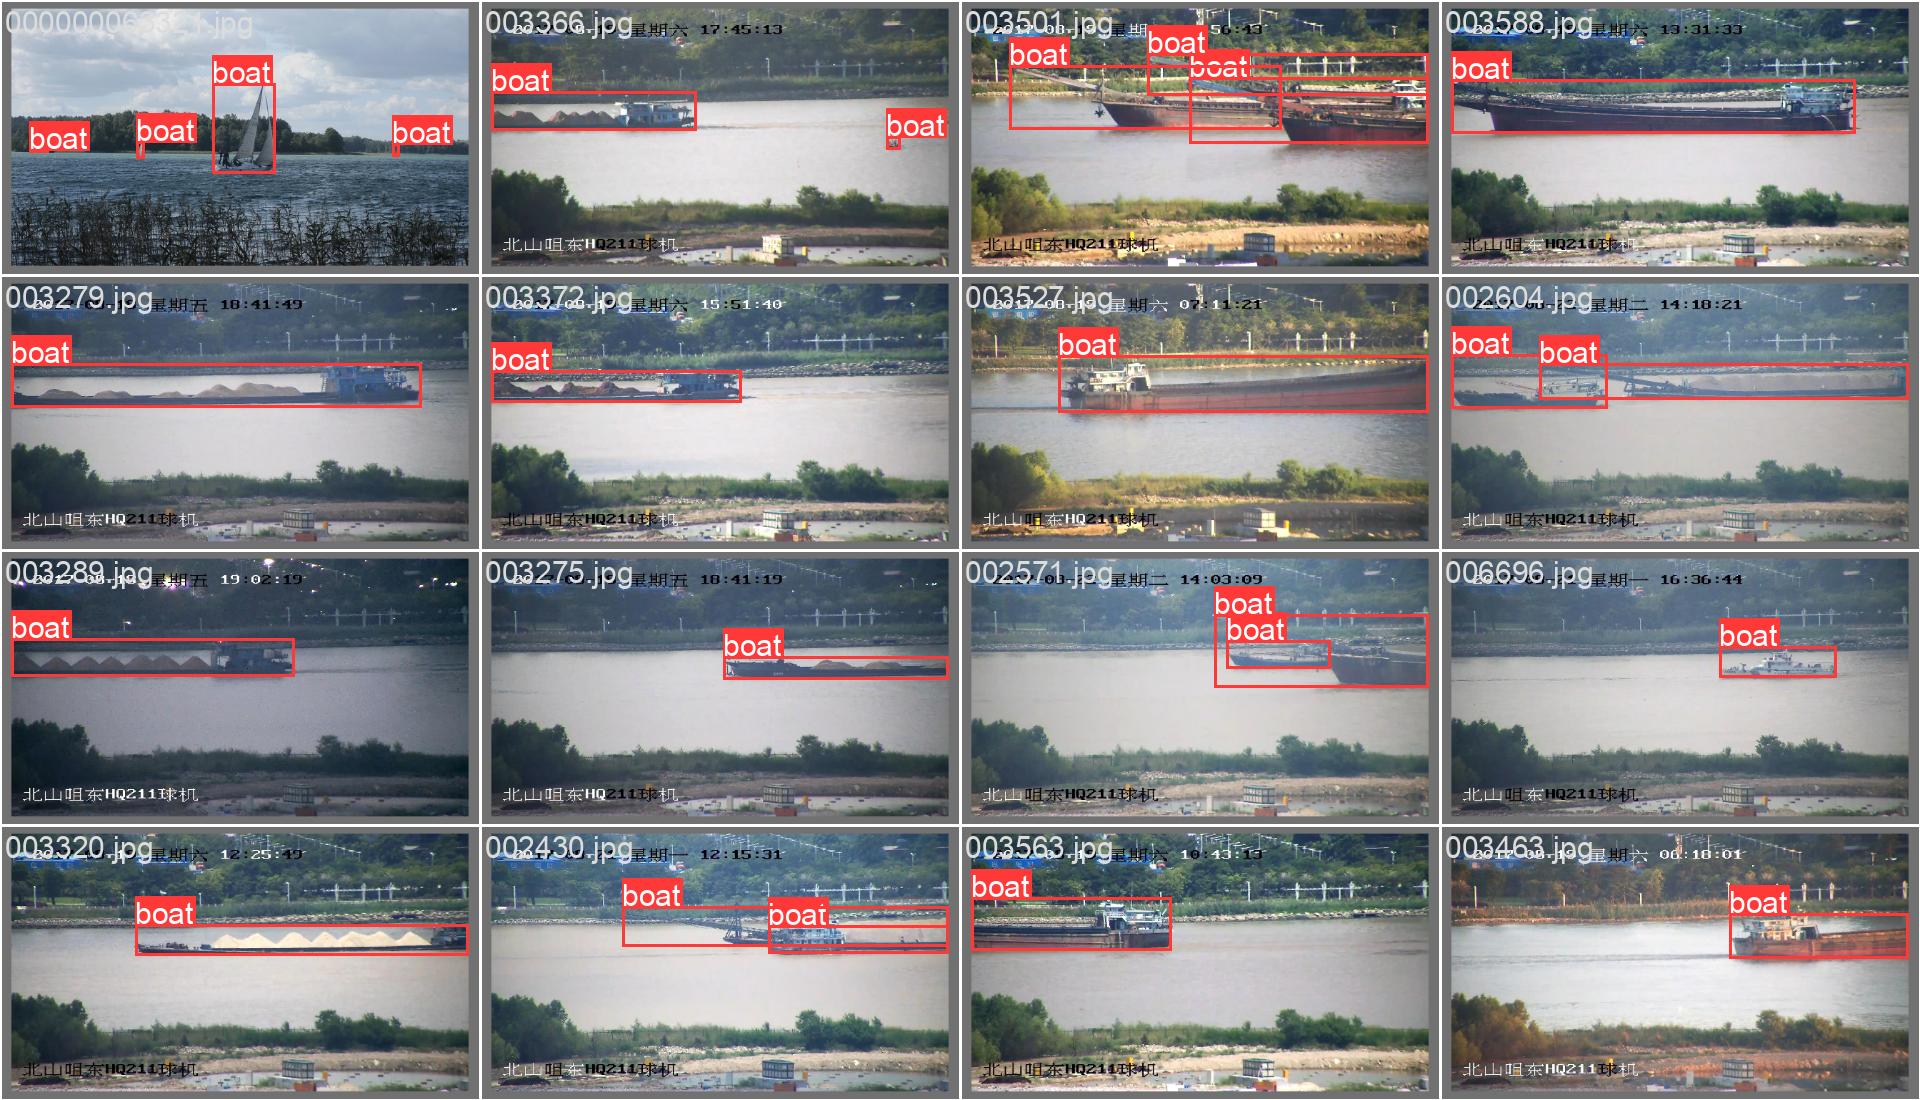 boat
boat
boat
boat
003366.jpg
星期六 17:45:13
boat
boat
北山咀东HQ211球机
003501.jpg
56:43
boat
boat
boat
北山咀东HQ211球机
003588.jpg
13:31:33
boat
北山咀东HQ211球机
003279.jpg
星期五 18:41:49
boat
北山咀东HQ211球机
003372.jpg
星期六 15:51:40
boat
北山咀东HQ211球机
003527.jpg
星期六 07:11:21
boat
北山咀东HQ211球机
002604.jpg
星期二 14:18:21
boat
boat
北山咀东HQ211球机
003289.jpg
星期五 19:02:19
boat
北山咀东HQ211球机
003275.jpg
星期五 18:41:19
boat
北山咀东HQ211球机
002571.jpg
星期二 14:03:09
boat
boat
北山咀东HQ211球机
006696.jpg
星期一 16:36:44
boat
北山咀东HQ211球机
003320.jpg
星期六 12:25:49
boat
北山咀东HQ211球机
002430.jpg
星期一 12:15:31
boat
boat
北山咀东HQ211球机
003563.jpg
星期六 10:43:13
boat
北山咀东HQ211球机
003463.jpg
星期六 06:18:01
boat
北山咀东HQ211球机